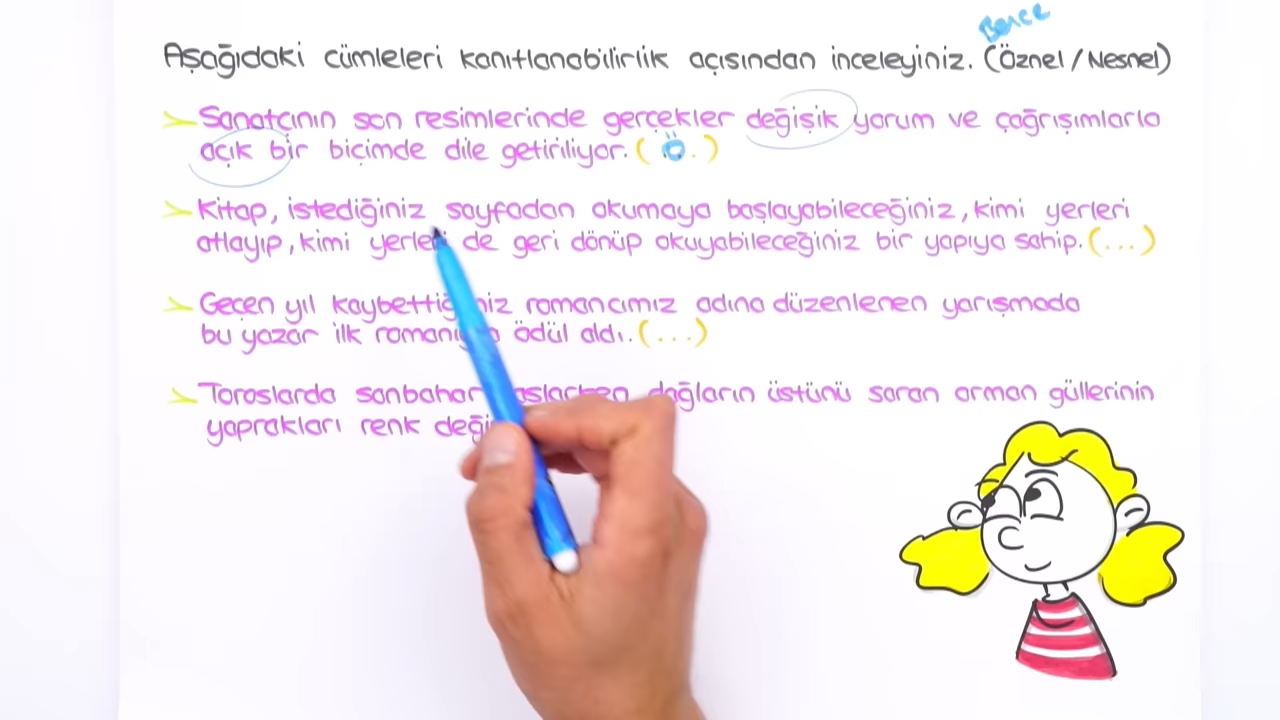 Bence
Aşağıdaki cümleleri kanıtlanabilirlik açısından inceleyiniz. (Öznel / Nesnel)
➤ Sanatçının son resimlerinde gerçekler değişik yorum ve çağrışımlarla
açık bir biçimde dile getiriliyor. (.Ö.)
➤ Kitap, istediğiniz sayfadan okumaya başlayabileceğiniz, kimi yerleri
atlayıp, kimi yerleri de geri dönüp okuyabileceğiniz bir yapıya sahip. (...)
➤ Geçen yıl romancımız adına düzenlenen yarışmada
bu yazar ilk ödül aldı. (...)
➤ Toroslarda sonbahar dağların üstünü saran orman güllerinin
yaprakları renk